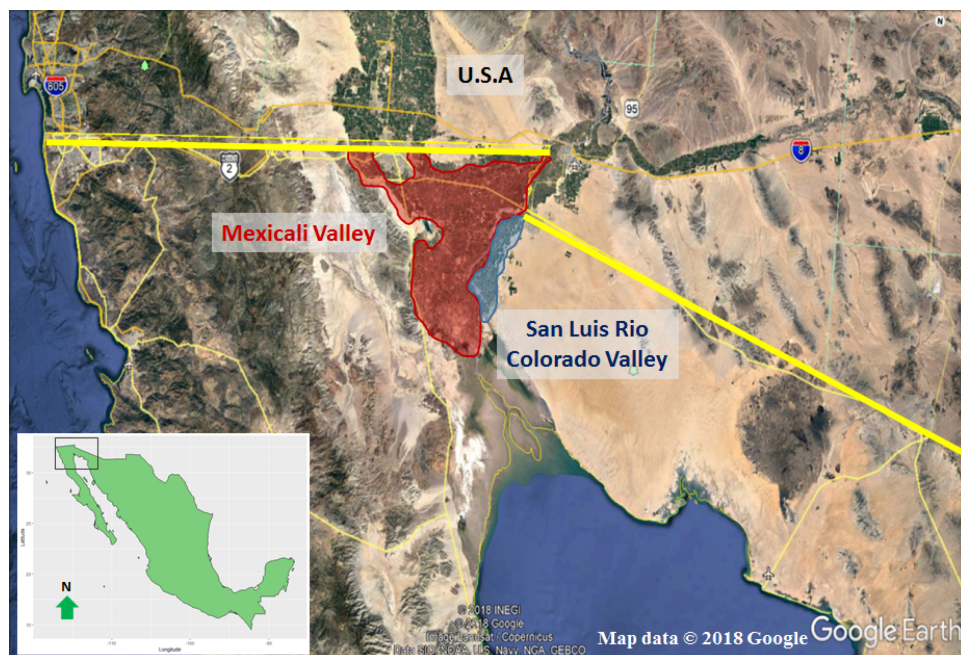 N
U.S.A
805
95
8
2
Mexicali Valley
San Luis Rio
Colorado Valley
N
Latitude
Longitude
© 2018 INEGI
© 2018 Google
Image Landsat / Copernicus
Data SIO, NOAA, U.S. Navy, NGA, GEBCO
Map data © 2018 Google
Google Earth